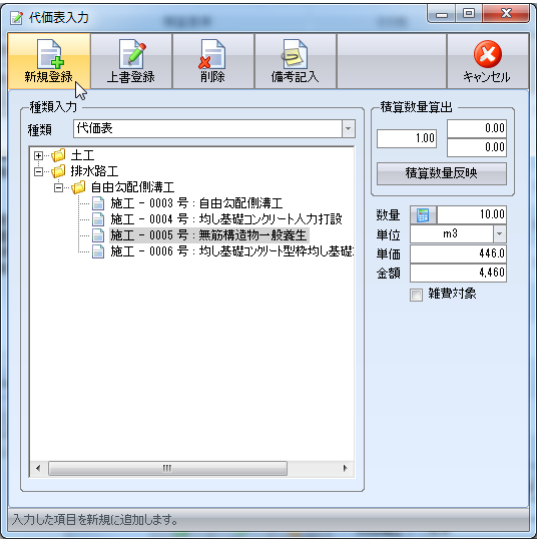 代価表入力
新規登録
上書登録
削除
備考記入
キャンセル
種類入力
種類 代価表
土工
排水路工
自由勾配側溝工
施工 - 0003 号 : 自由勾配側溝工
施工 - 0004 号 : 均し基礎コンクリート人力打設
施工 - 0005 号 : 無筋構造物一般養生
施工 - 0006 号 : 均し基礎コンクリート型枠均し基礎
積算数量算出
1.00
0.00
0.00
積算数量反映
数量 10.00
単位 m3
単価 446.0
金額 4,460
雑費対象
入力した項目を新規に追加します。